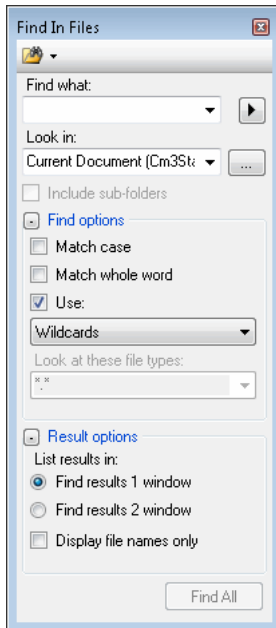 Find In Files
Find what:
Look in:
Current Document (Cm3Sta
...
Include sub-folders
Find options
Match case
Match whole word
Use:
Wildcards
Look at these file types:
*.*
Result options
List results in:
Find results 1 window
Find results 2 window
Display file names only
Find All